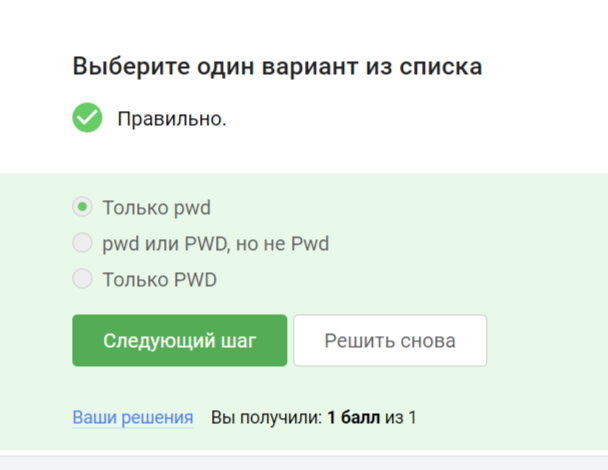 Выберите один вариант из списка
Правильно.
Только pwd
pwd или PWD, но не Pwd
Только PWD
Следующий шаг Решить снова
Ваши решения Вы получили: 1 балл из 1